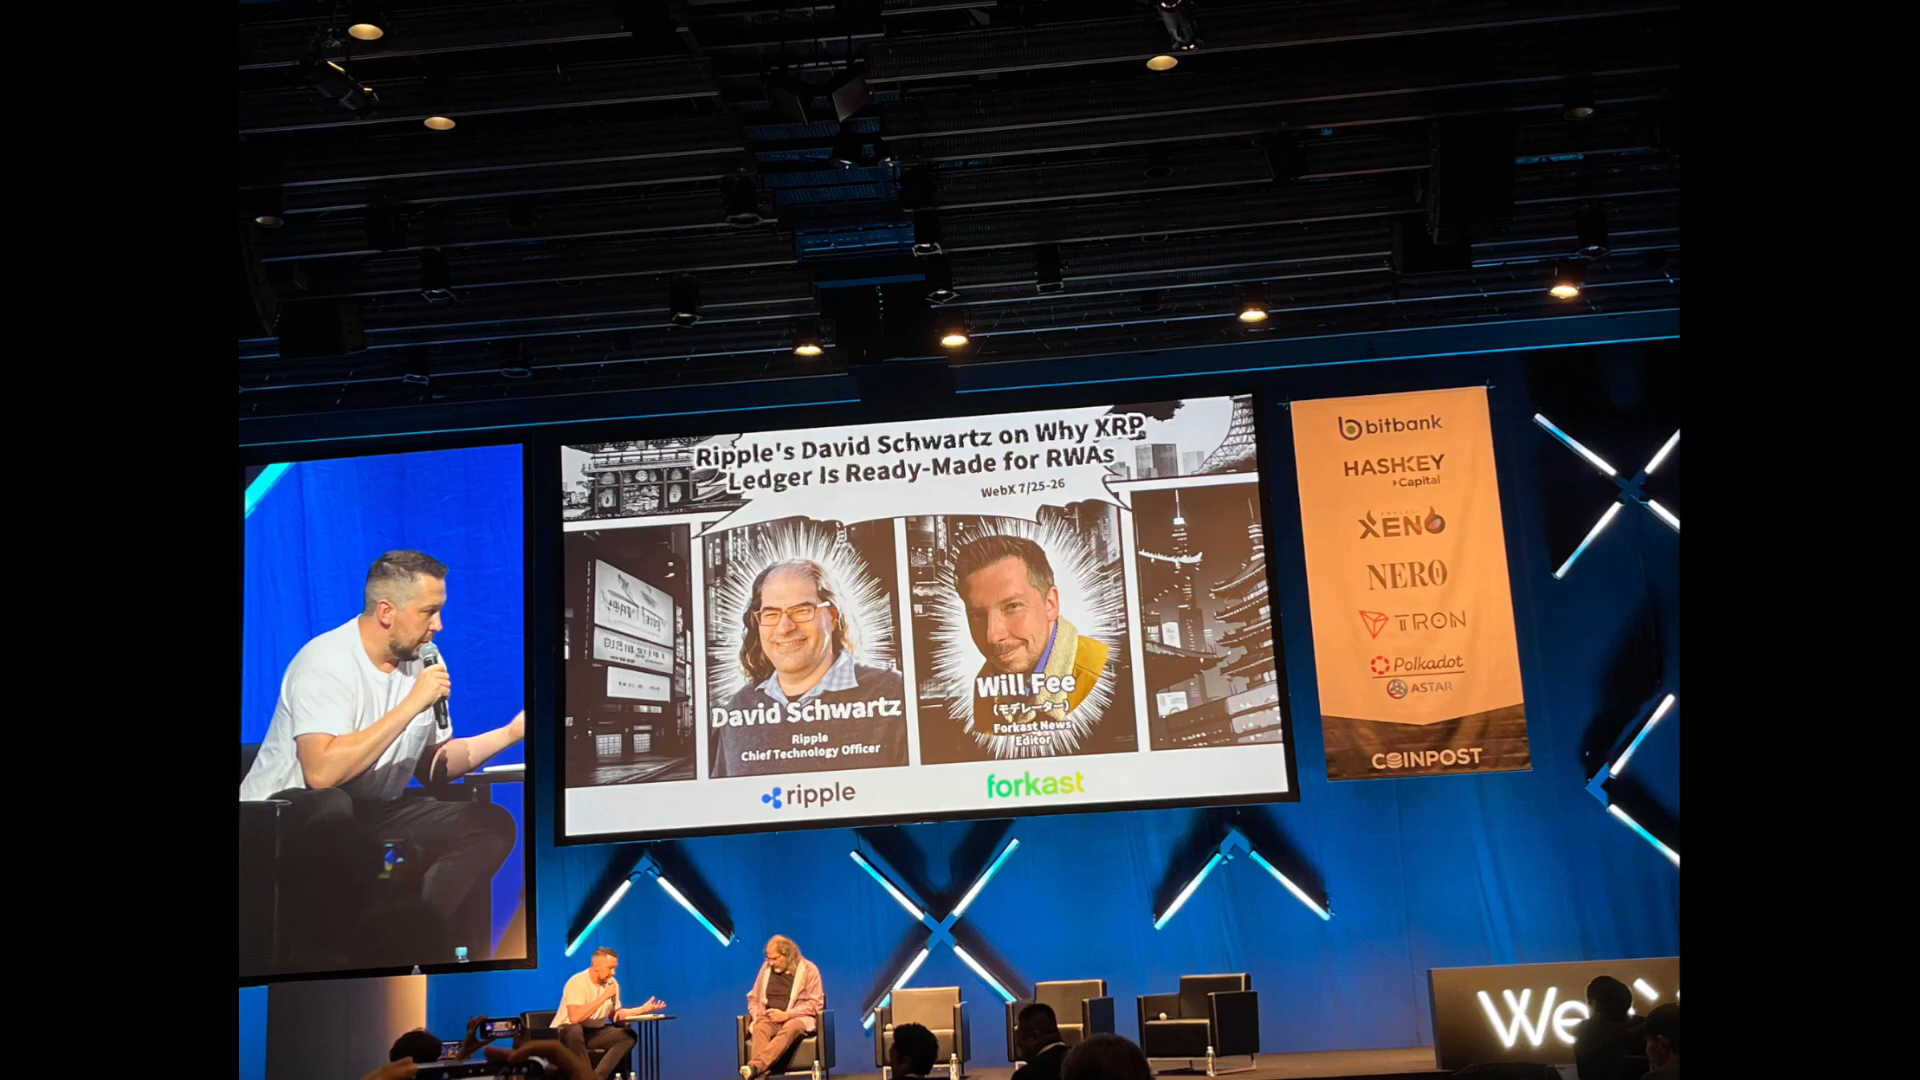 Ripple's David Schwartz on Why XRP
Ledger Is Ready-Made for RWAs
WebX 7/25-26
David Schwartz
Ripple
Chief Technology Officer
Will Fee
(モデレーター)
Forkast News
Editor
ripple
forkast
bitbank
HASHKEY
Capital
XENO
NERO
TRON
Polkadot
ASTAR
COINPOST
We